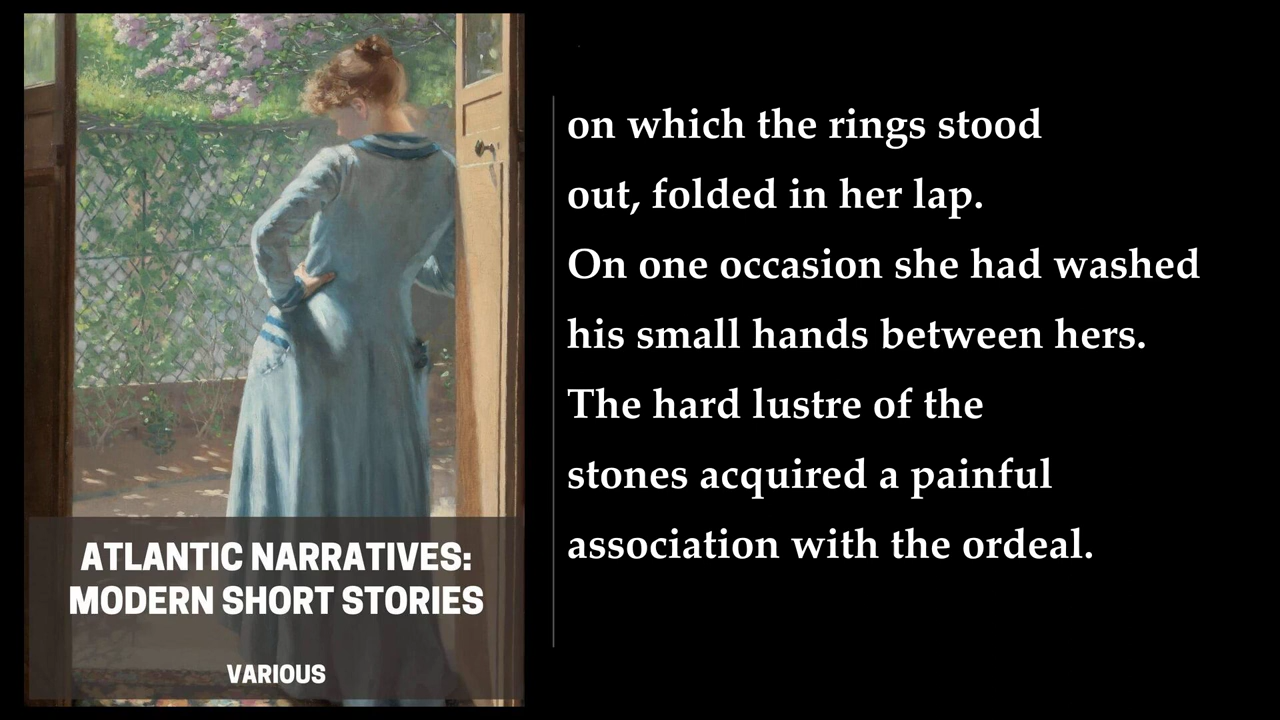 on which the rings stood
out, folded in her lap.
On one occasion she had washed
his small hands between hers.
The hard lustre of the
stones acquired a painful
association with the ordeal.
ATLANTIC NARRATIVES:
MODERN SHORT STORIES
VARIOUS